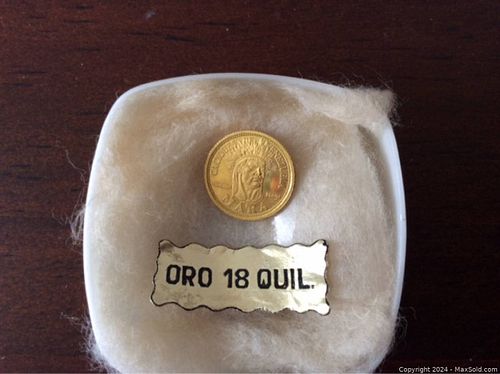 ORO 18 QUIL.
Copyright 2024 - MaxSold.com